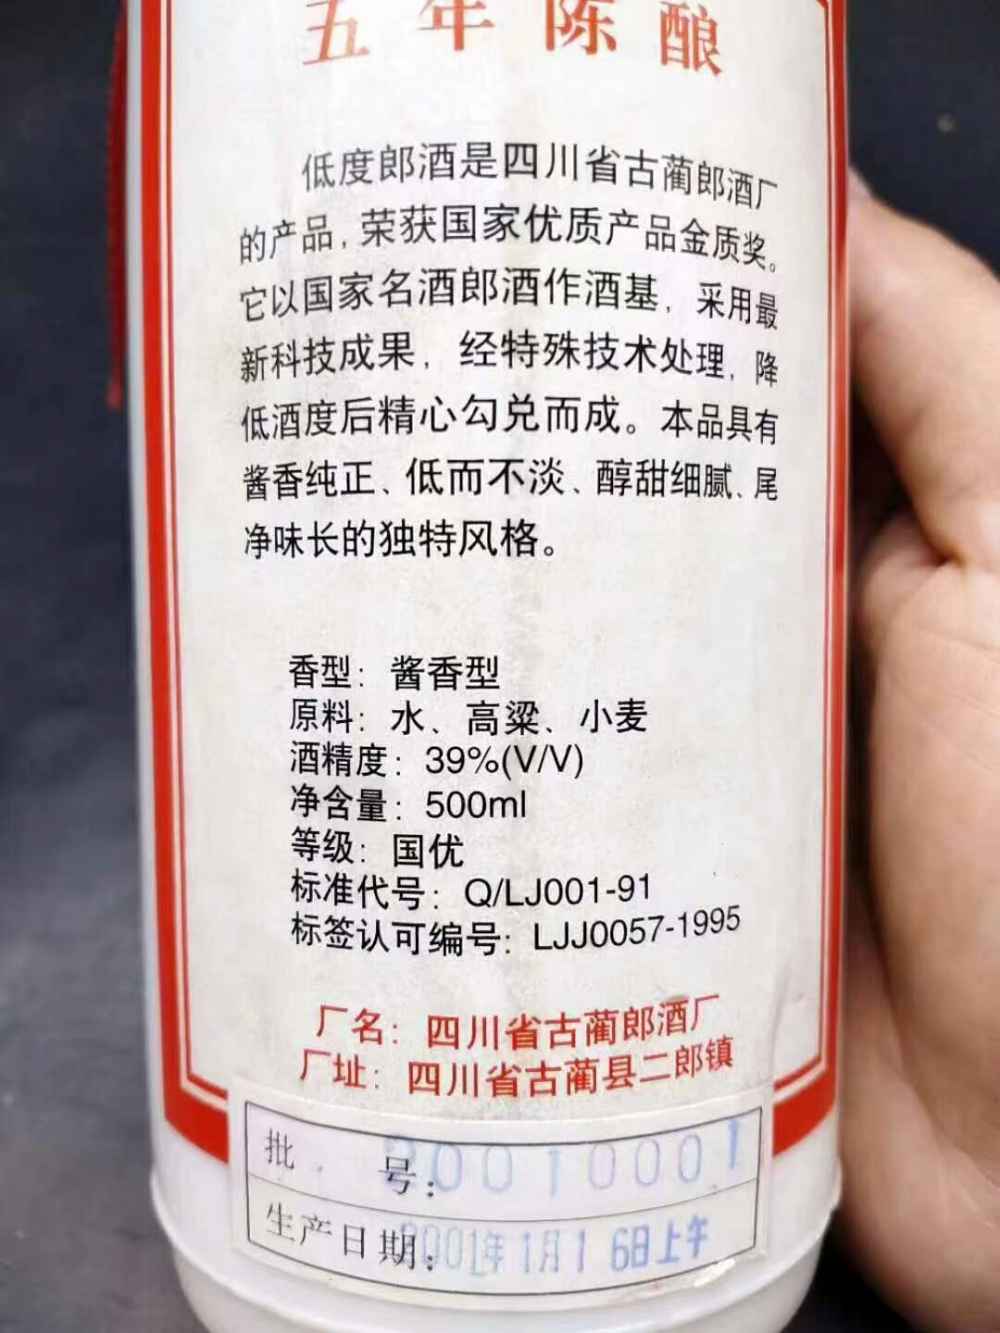 五年陈酿
低度郎酒是四川省古蔺郎酒厂
的产品,荣获国家优质产品金质奖。
它以国家名酒郎酒作酒基,采用最
新科技成果,经特殊技术处理,降
低酒度后精心勾兑而成。本品具有
酱香纯正、低而不淡、醇甜细腻、尾
净味长的独特风格。
香型:酱香型
原料:水、高粱、小麦
酒精度:39%(V/V)
净含量:500ml
等级:国优
标准代号:Q/LJ001-91
标签认可编号:LJJ0057-1995
厂名:四川省古蔺郎酒厂
厂址:四川省古蔺县二郎镇
批号:20010001
生产日期:2001年1月16日上午